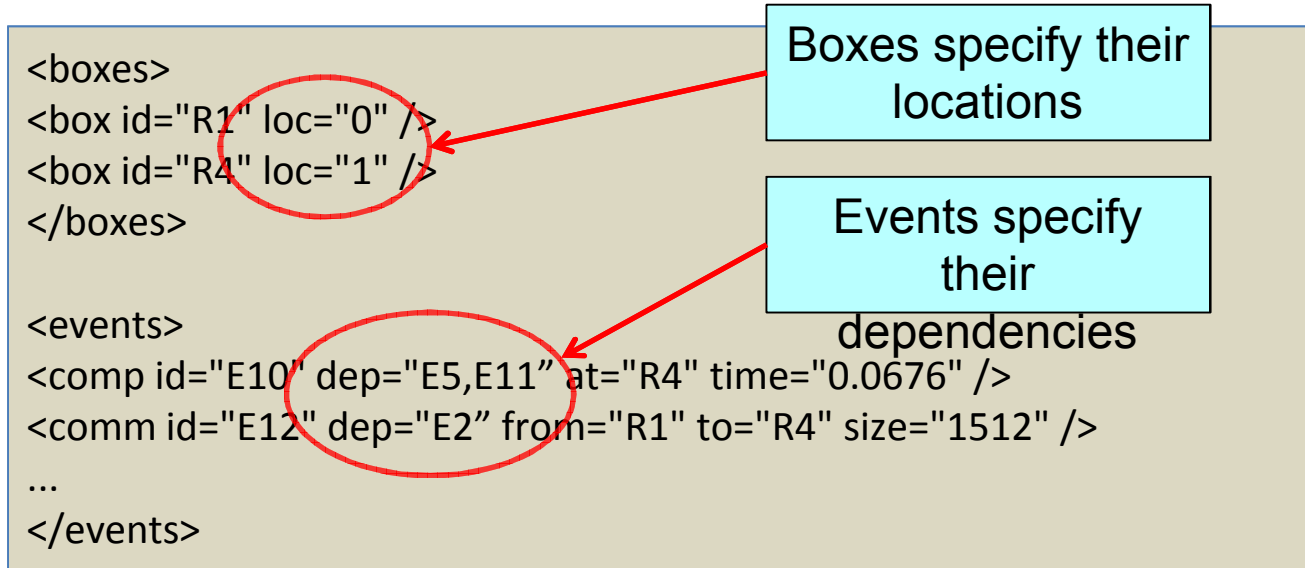 Boxes specify their
locations
<boxes>
<box id="R1" loc="0" />
<box id="R4" loc="1" />
</boxes>
Events specify
their
dependencies
<events>
<comp id="E10" dep="E5,E11” at="R4" time="0.0676" />
<comm id="E12" dep="E2” from="R1" to="R4" size="1512" />
...
</events>